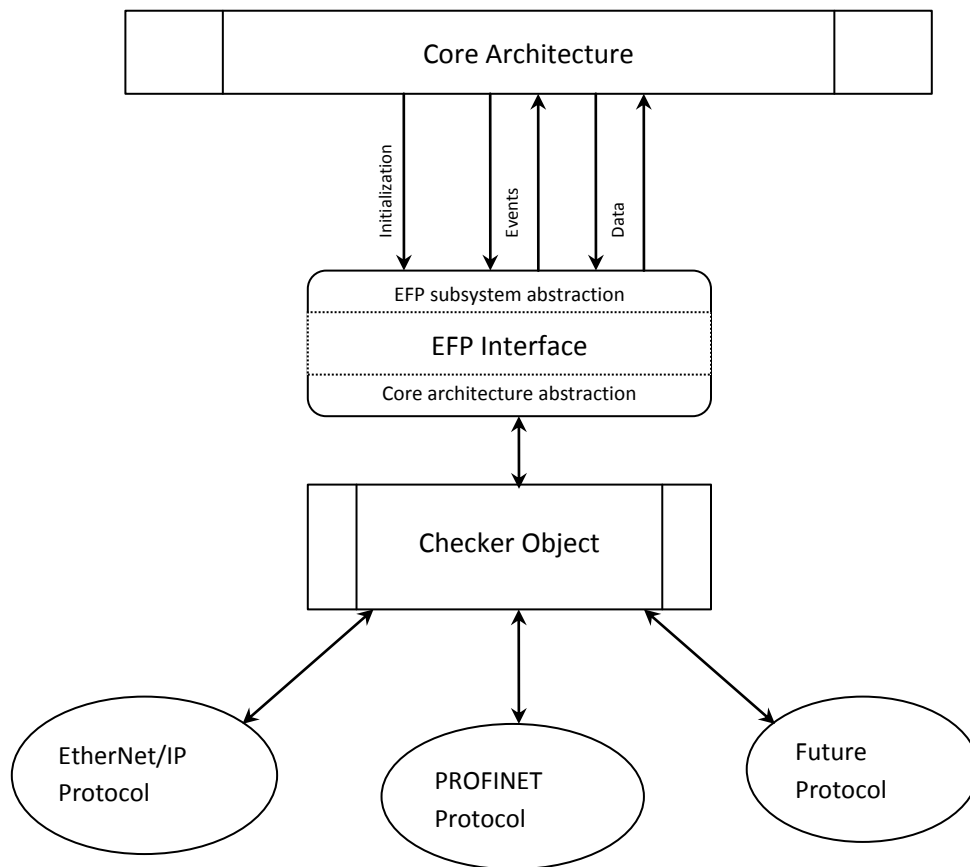 Core Architecture
Initialization
Events
Data
EFP subsystem abstraction
EFP Interface
Core architecture abstraction
Checker Object
EtherNet/IP
Protocol
PROFINET
Protocol
Future
Protocol